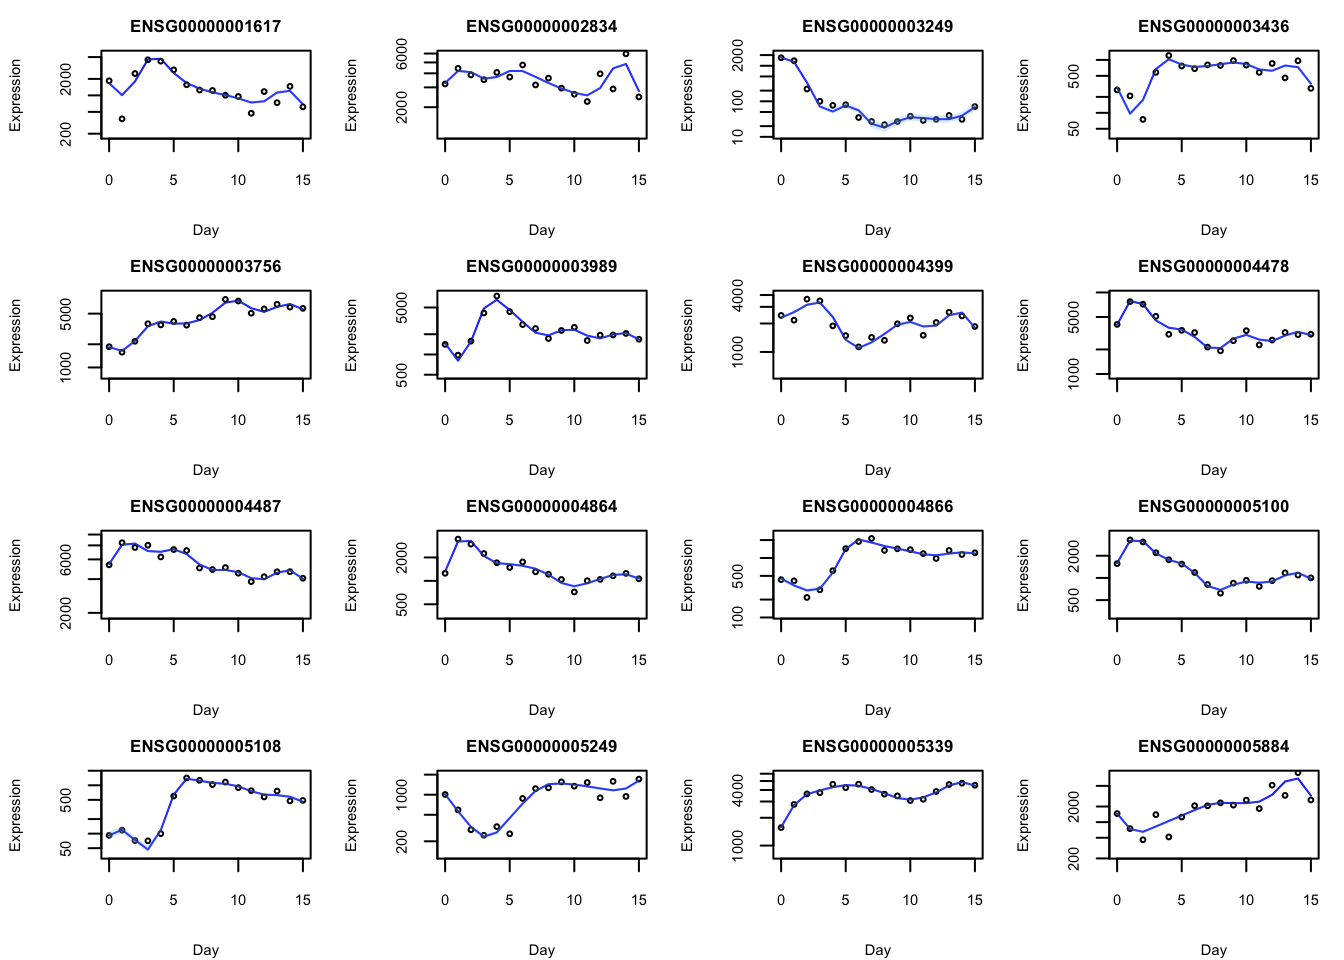 ENSG00000001617
Expression
200 2000
0 5 10 15
Day
ENSG00000002834
Expression
2000 6000
0 5 10 15
Day
ENSG00000003249
Expression
10 100 2000
0 5 10 15
Day
ENSG00000003436
Expression
50 500
0 5 10 15
Day
ENSG00000003756
Expression
1000 5000
0 5 10 15
Day
ENSG00000003989
Expression
500 5000
0 5 10 15
Day
ENSG00000004399
Expression
1000 4000
0 5 10 15
Day
ENSG00000004478
Expression
1000 5000
0 5 10 15
Day
ENSG00000004487
Expression
2000 6000
0 5 10 15
Day
ENSG00000004864
Expression
500 2000
0 5 10 15
Day
ENSG00000004866
Expression
100 500
0 5 10 15
Day
ENSG00000005100
Expression
500 2000
0 5 10 15
Day
ENSG00000005108
Expression
50 500
0 5 10 15
Day
ENSG00000005249
Expression
200 1000
0 5 10 15
Day
ENSG00000005339
Expression
1000 4000
0 5 10 15
Day
ENSG00000005884
Expression
200 2000
0 5 10 15
Day